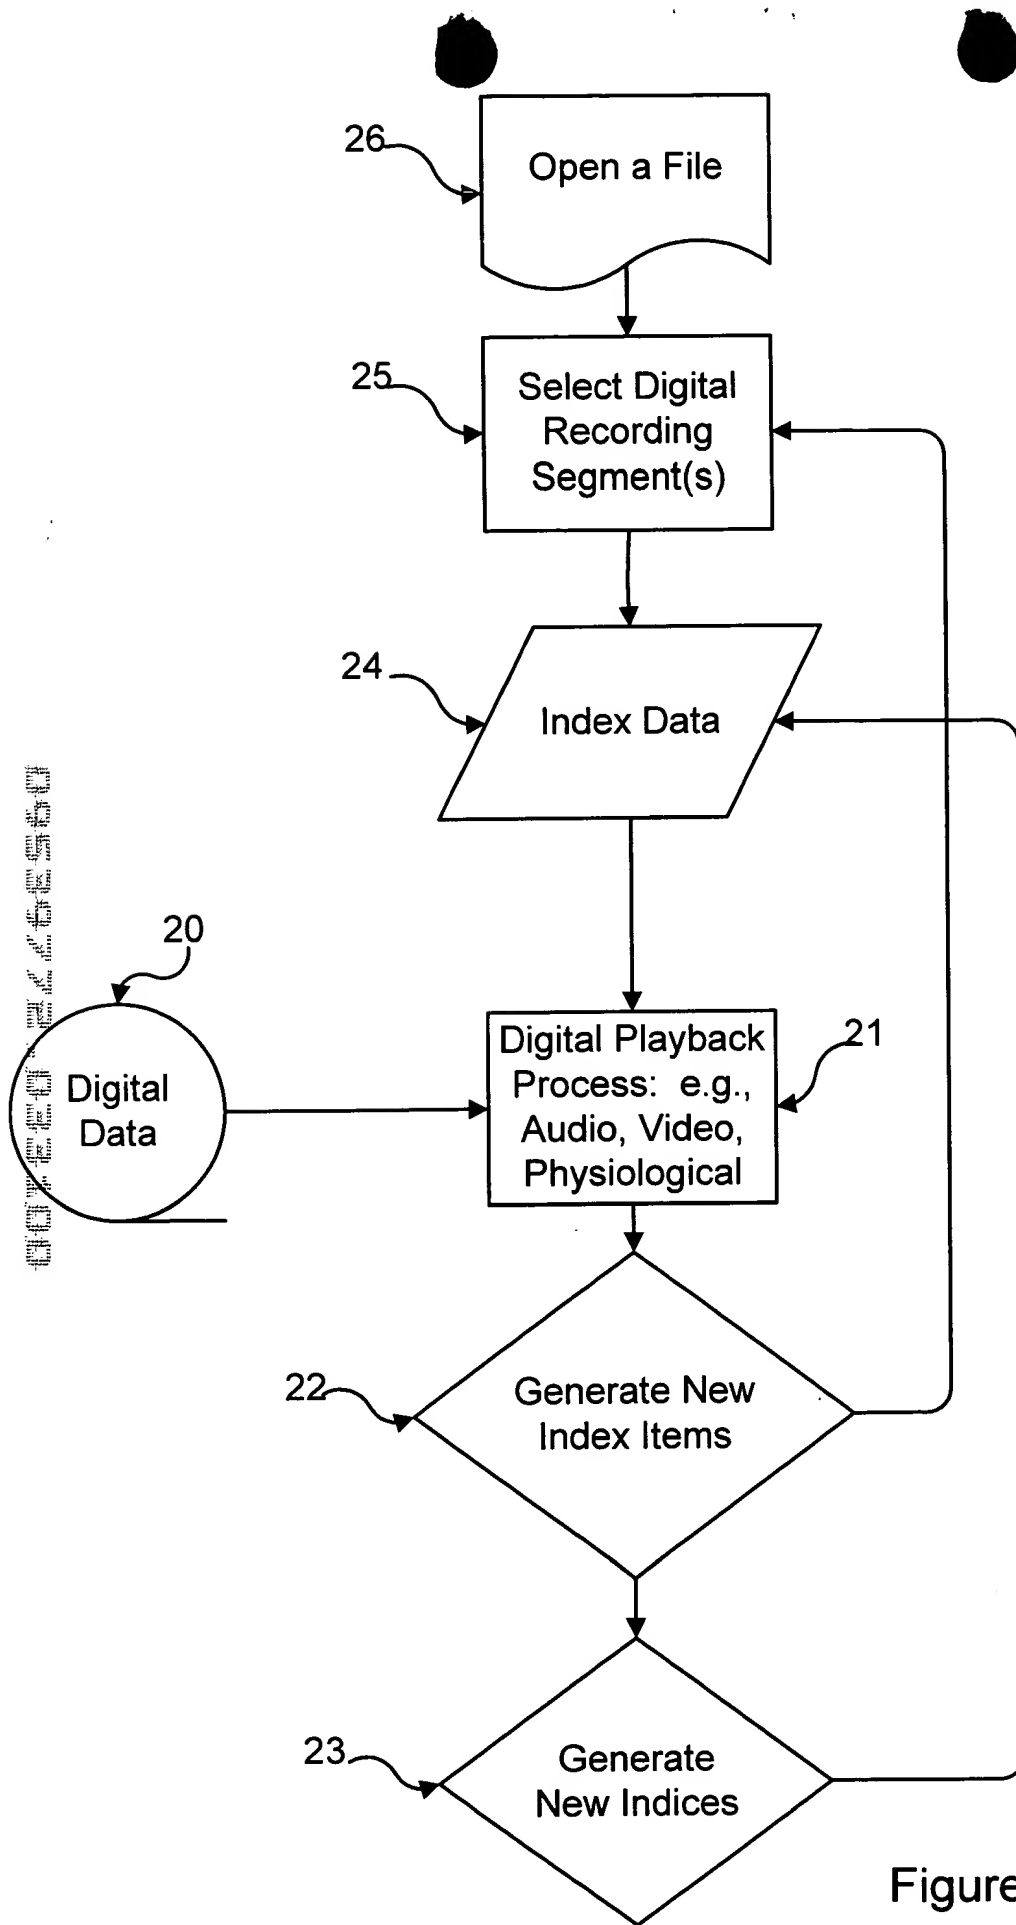 26
Open a File
25
Select Digital
Recording
Segment(s)
24
Index Data
20
Digital
Data
Digital Playback
Process: e.g.,
Audio, Video,
Physiological
21
22
Generate New
Index Items
23
Generate
New Indices
Figure